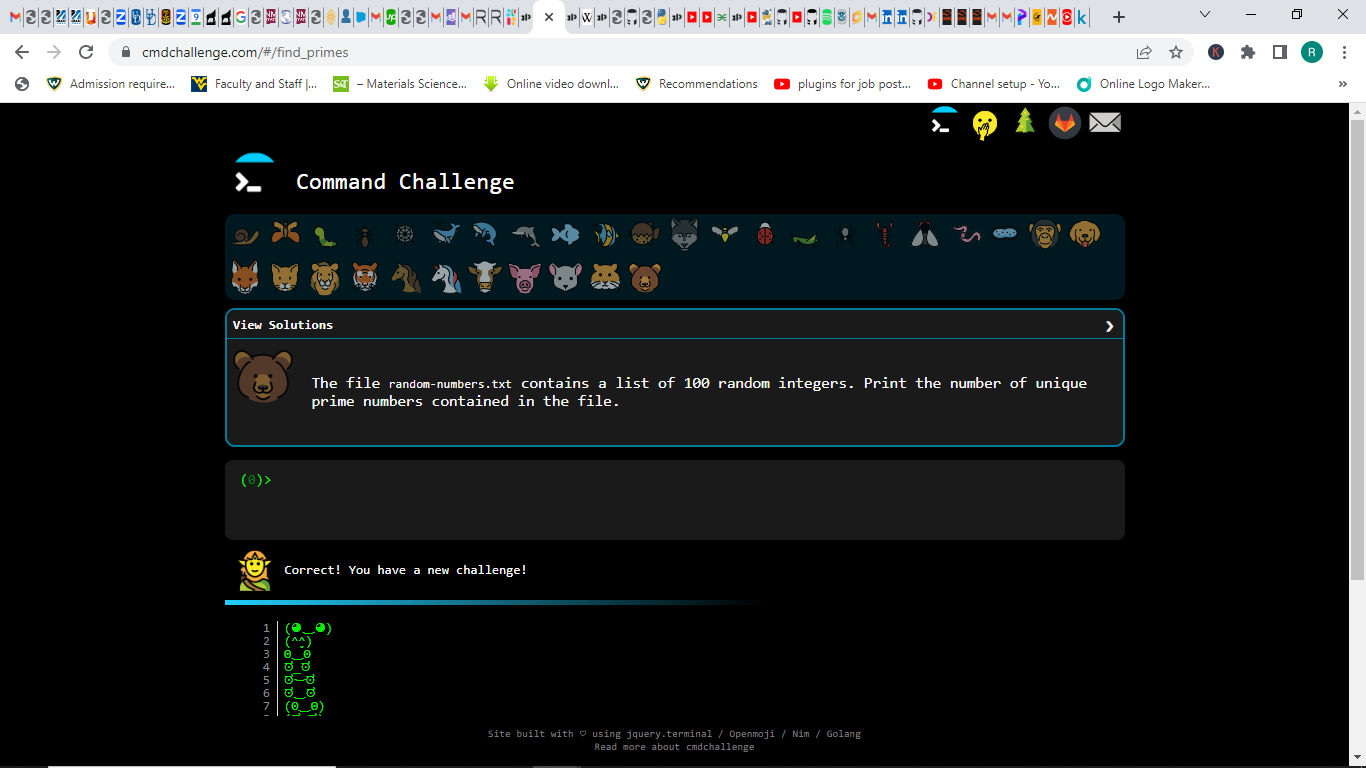 cmdchallenge.com/#/find_primes
R
Admission require...
Faculty and Staff |...
– Materials Science...
Online video downl...
Recommendations
plugins for job post...
Channel setup - Yo...
Online Logo Maker...
»
Command Challenge
View Solutions
The file random-numbers.txt contains a list of 100 random integers. Print the number of unique
prime numbers contained in the file.
(0)>
Correct! You have a new challenge!
1
2
3
4
5
6
7
Site built with ♡ using jquery.terminal / Openmoji / Nim / Golang
Read more about cmdchallenge